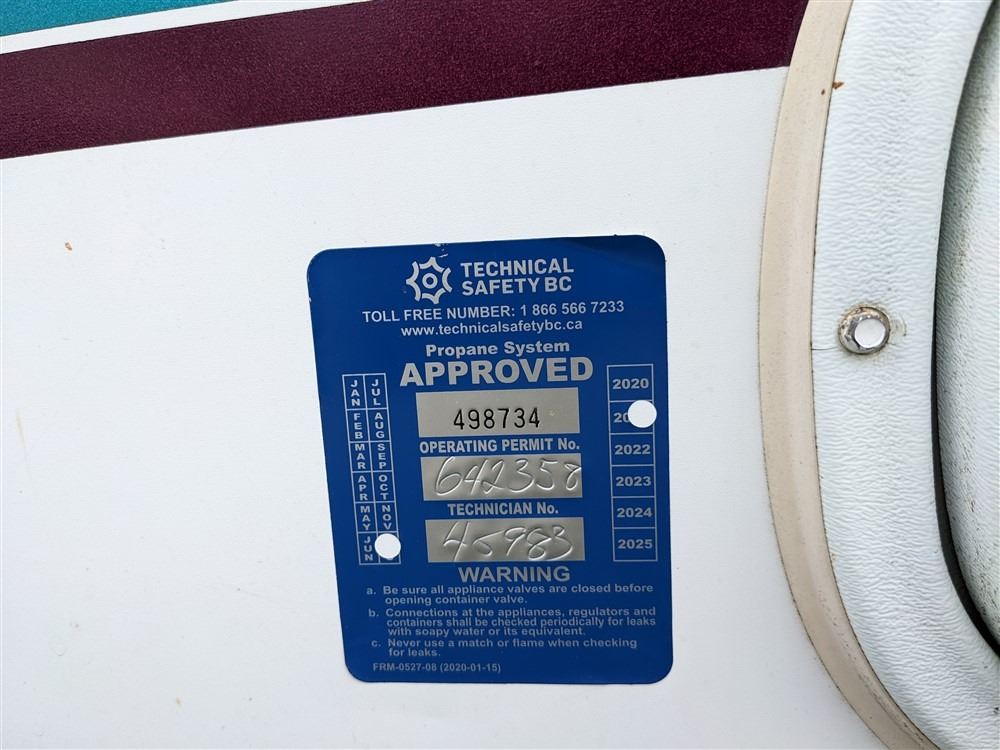 TECHNICAL
SAFETY BC
TOLL FREE NUMBER: 1 866 566 7233
www.technicalsafetybc.ca
Propane System
APPROVED
JAN JUL
FEB AUG
MAR SEP
APR OCT
MAY NOV
JUN
2020
2022
2023
2024
2025
498734
OPERATING PERMIT No.
642358
TECHNICIAN No.
45983
WARNING
a. Be sure all appliance valves are closed before
opening container valve.
b. Connections at the appliances, regulators and
containers shall be checked periodically for leaks
with soapy water or its equivalent.
c. Never use a match or flame when checking
for leaks.
FRM-0527-08 (2020-01-15)